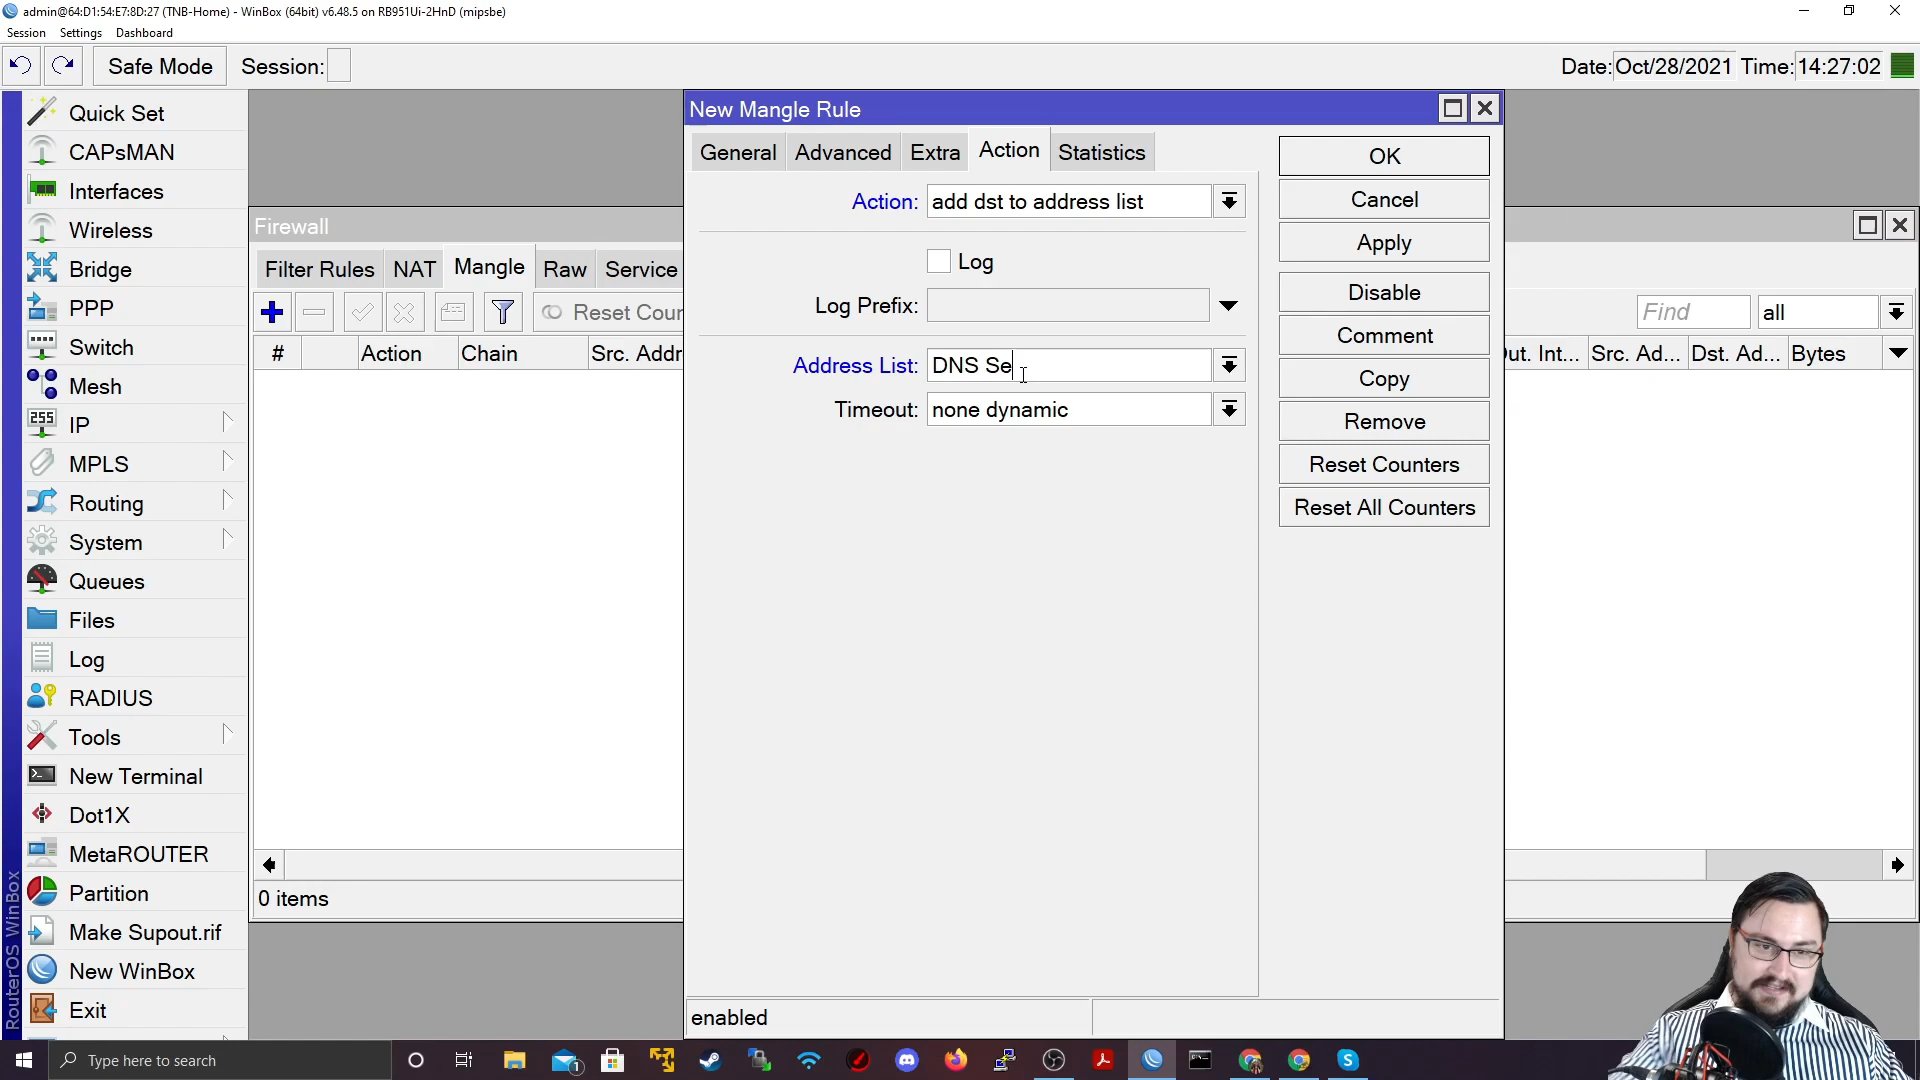 admin@64:D1:54:E7:8D:27 (TNB-Home) - WinBox (64bit) v6.48.5 on RB951Ui-2HnD (mipsbe)
Session Settings Dashboard
Safe Mode Session: Date: Oct/28/2021 Time: 14:27:02
Quick Set
CAPsMAN
Interfaces
Wireless
Bridge
PPP
Switch
Mesh
255 IP
MPLS
Routing
System
Queues
Files
Log
RADIUS
Tools
New Terminal
Dot1X
MetaROUTER
Partition
Make Supout.rif
New WinBox
Exit
RouterOS WinBox
Firewall
Filter Rules NAT Mangle Raw Service
Reset Cour
Find all
# Action Chain Src. Addr
Out. Int... Src. Ad... Dst. Ad... Bytes
0 items
New Mangle Rule
General Advanced Extra Action Statistics
Action: add dst to address list
Log
Log Prefix:
Address List: DNS Se
Timeout: none dynamic
OK
Cancel
Apply
Disable
Comment
Copy
Remove
Reset Counters
Reset All Counters
enabled
Type here to search
1